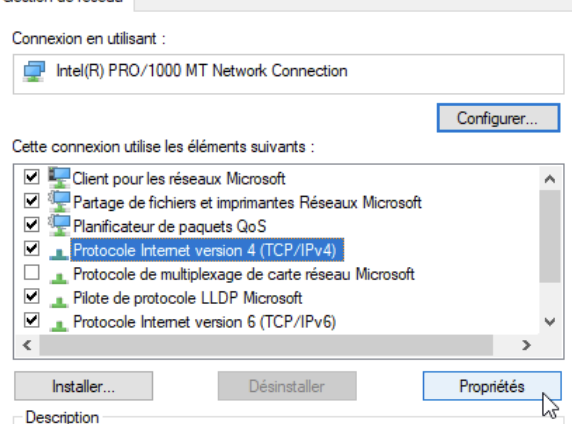 Gestion de réseau
Connexion en utilisant :
Intel(R) PRO/1000 MT Network Connection
Configurer...
Cette connexion utilise les éléments suivants :
Client pour les réseaux Microsoft
Partage de fichiers et imprimantes Réseaux Microsoft
Planificateur de paquets QoS
Protocole Internet version 4 (TCP/IPv4)
Protocole de multiplexage de carte réseau Microsoft
Pilote de protocole LLDP Microsoft
Protocole Internet version 6 (TCP/IPv6)
Installer... Désinstaller Propriétés
Description